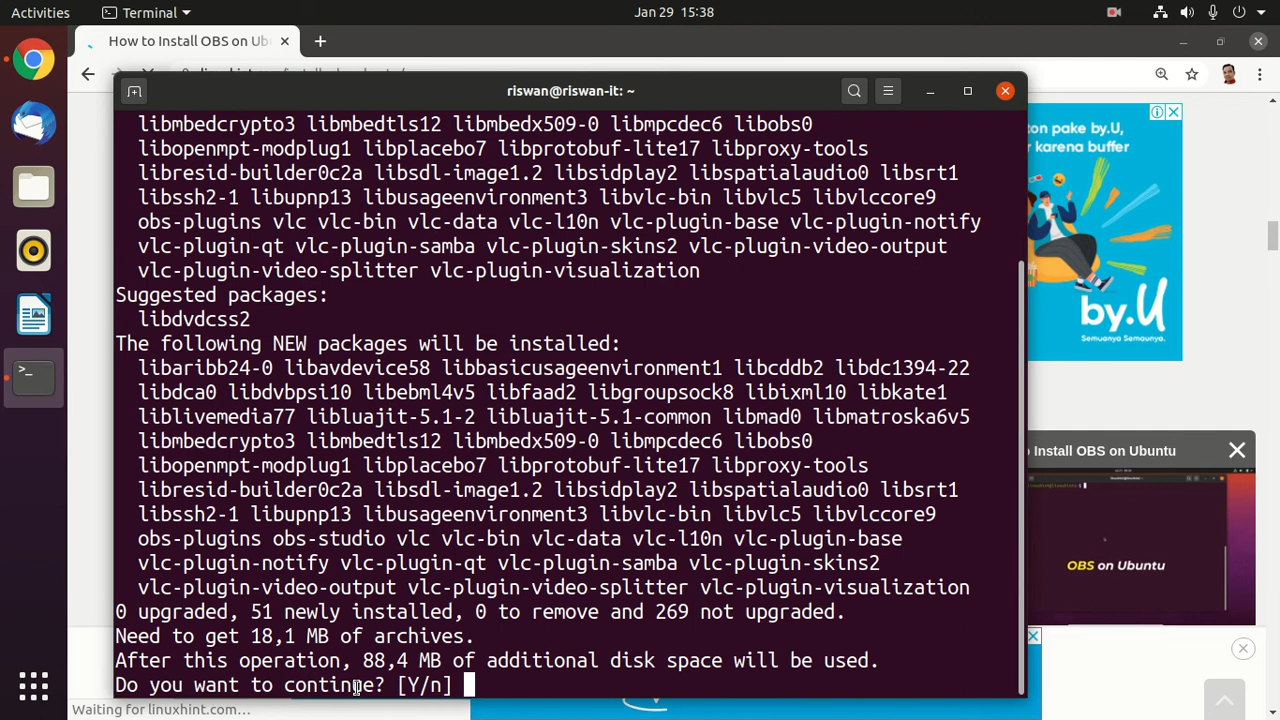 Activities Terminal Jan 29 15:38
How to Install OBS on Ub
riswan@riswan-it: ~
libmbedcrypto3 libmbedtls12 libmbedx509-0 libmpcdec6 libobs0
libopenmpt-modplug1 libplacebo7 libprotobuf-lite17 libproxy-tools
libresid-builder0c2a libsdl-image1.2 libsidplay2 libspatialaudio0 libsrt1
libssh2-1 libupnp13 libusageenvironment3 libvlc-bin libvlc5 libvlccore9
obs-plugins vlc vlc-bin vlc-data vlc-l10n vlc-plugin-base vlc-plugin-notify
vlc-plugin-qt vlc-plugin-samba vlc-plugin-skins2 vlc-plugin-video-output
vlc-plugin-video-splitter vlc-plugin-visualization
Suggested packages:
libdvdcss2
The following NEW packages will be installed:
libaribb24-0 libavdevice58 libbasicusageenvironment1 libcddb2 libdc1394-22
libdca0 libdvbpsi10 libebml4v5 libfaad2 libgroupsock8 libixml10 libkate1
liblivemedia77 libluajit-5.1-2 libluajit-5.1-common libmad0 libmatroska6v5
libmbedcrypto3 libmbedtls12 libmbedx509-0 libmpcdec6 libobs0
libopenmpt-modplug1 libplacebo7 libprotobuf-lite17 libproxy-tools
libresid-builder0c2a libsdl-image1.2 libsidplay2 libspatialaudio0 libsrt1
libssh2-1 libupnp13 libusageenvironment3 libvlc-bin libvlc5 libvlccore9
obs-plugins obs-studio vlc vlc-bin vlc-data vlc-l10n vlc-plugin-base
vlc-plugin-notify vlc-plugin-qt vlc-plugin-samba vlc-plugin-skins2
vlc-plugin-video-output vlc-plugin-video-splitter vlc-plugin-visualization
0 upgraded, 51 newly installed, 0 to remove and 269 not upgraded.
Need to get 18,1 MB of archives.
After this operation, 88,4 MB of additional disk space will be used.
Do you want to continue? [Y/n]
ton pake by.U,
karena buffer
by.U
Semuanya Semaunya.
Install OBS on Ubuntu
OBS on Ubuntu
Waiting for linuxhint.com...